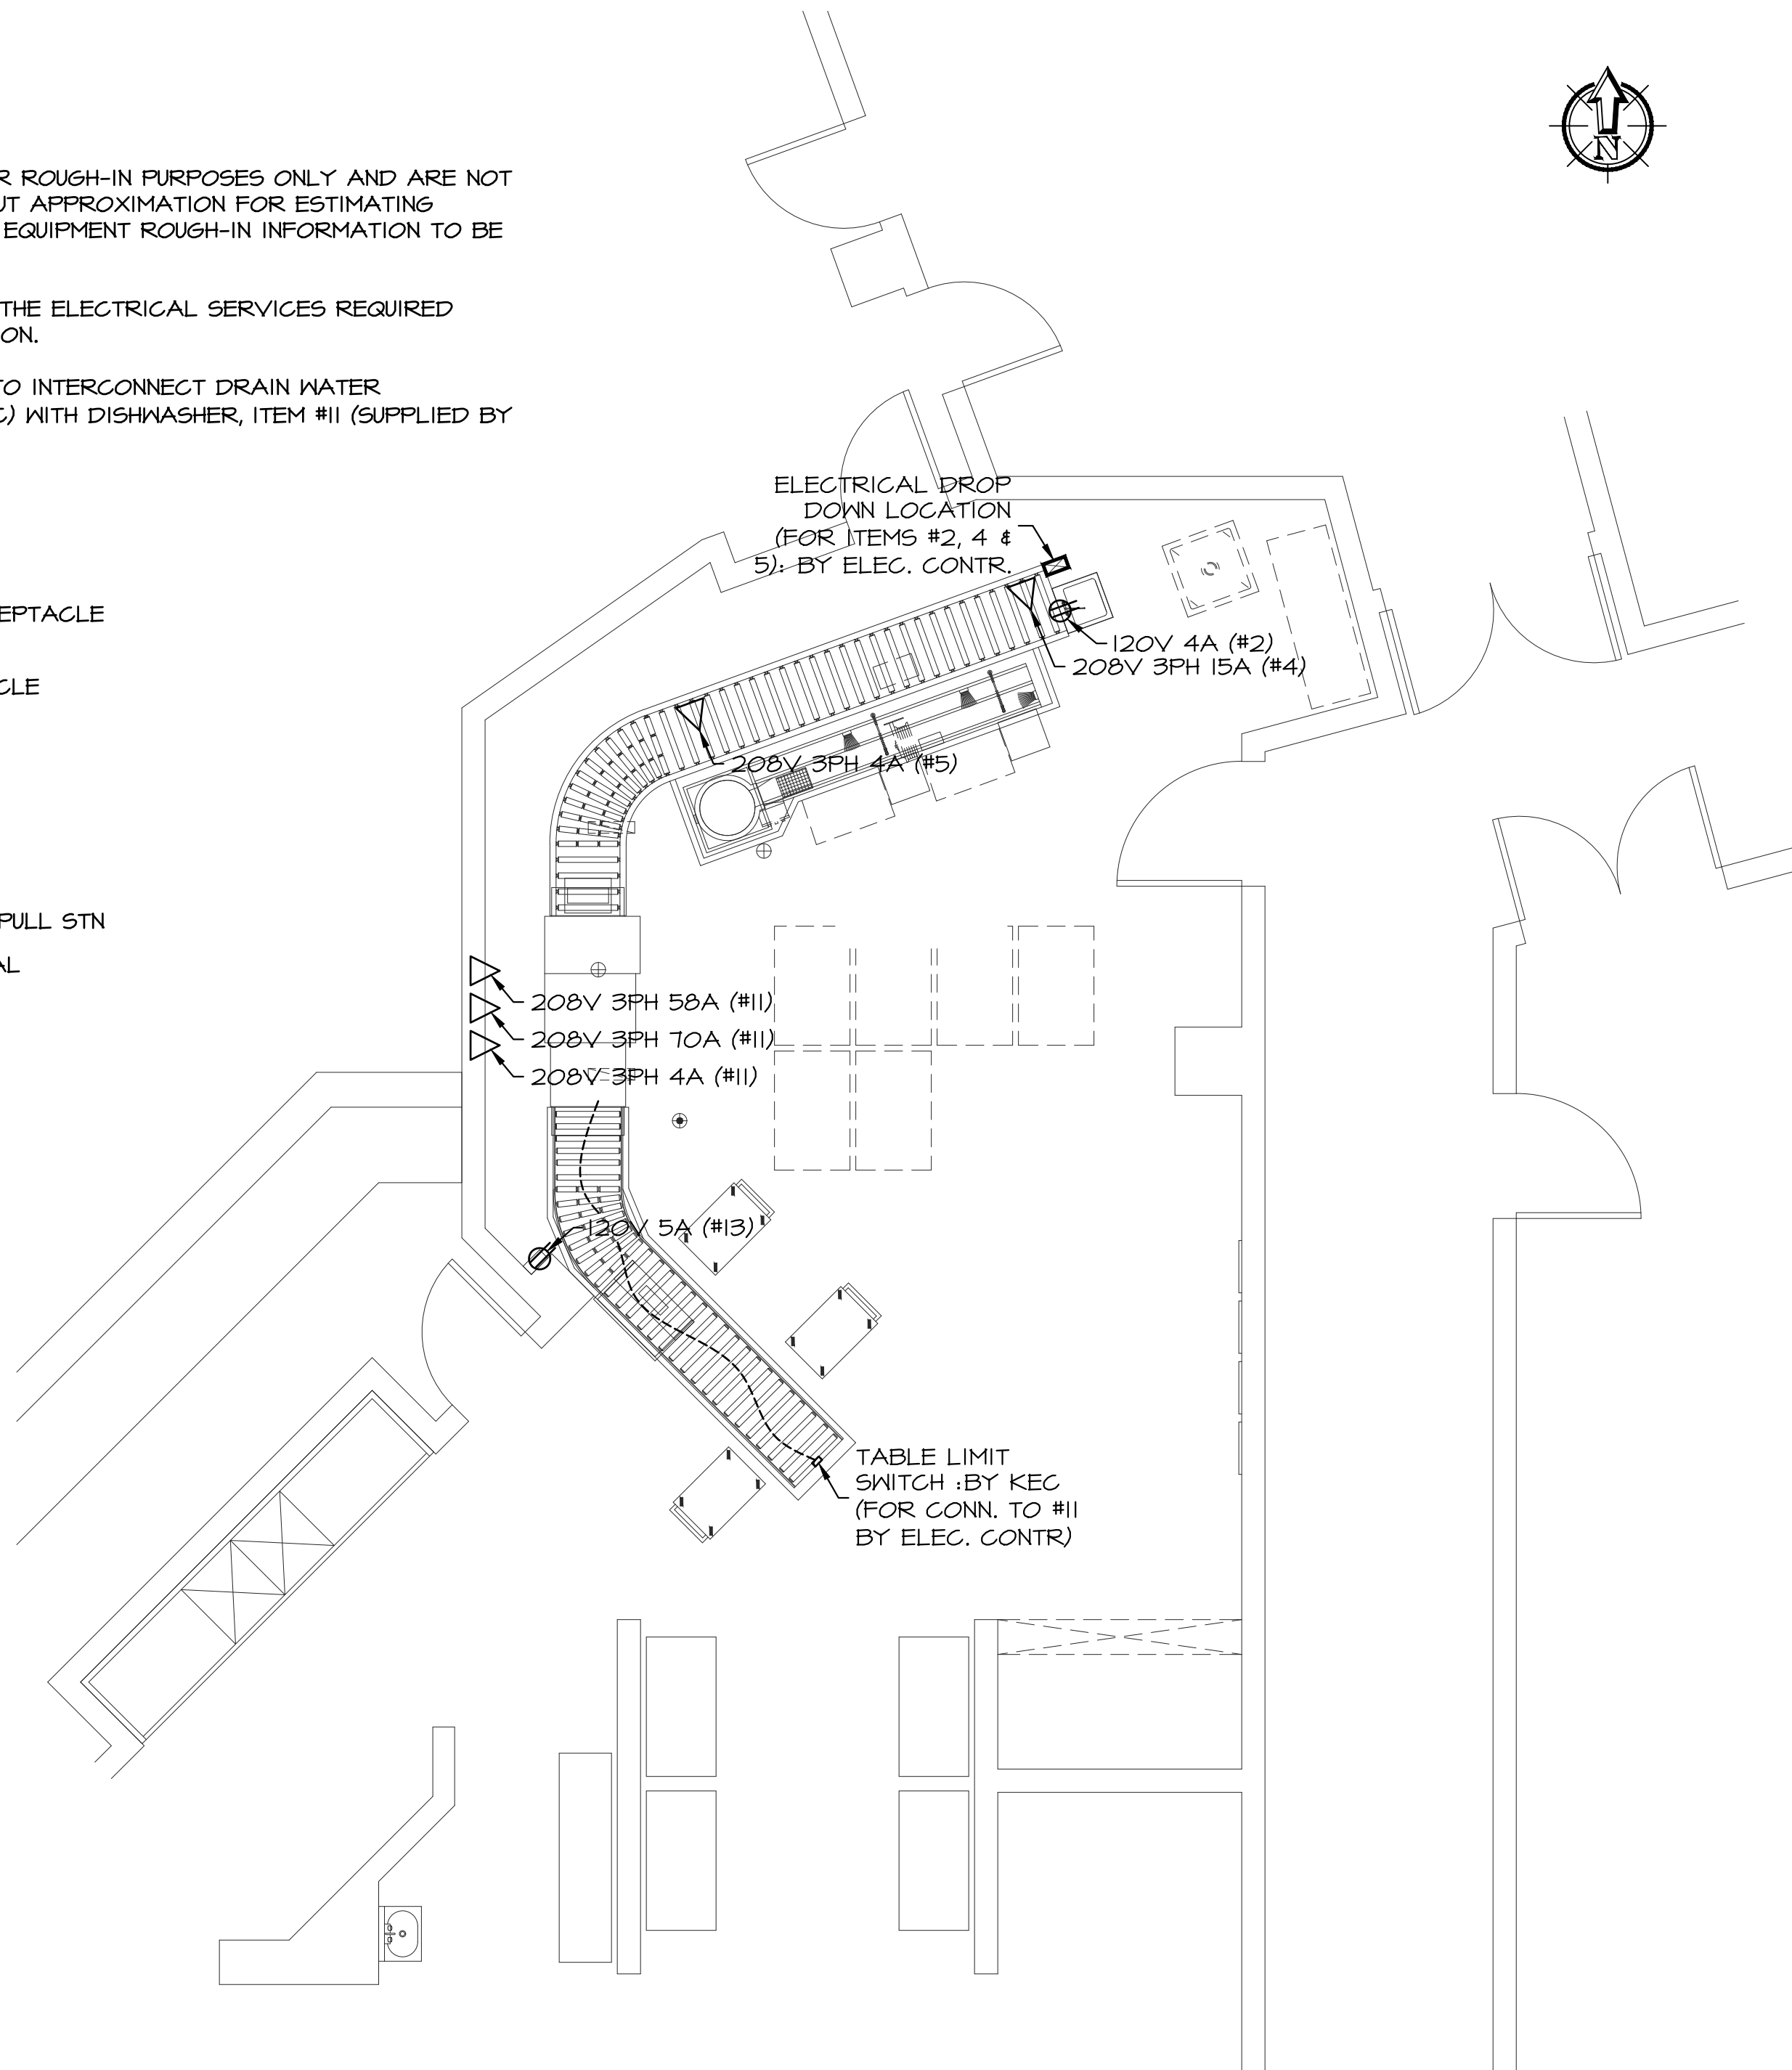 N
R ROUGH-IN PURPOSES ONLY AND ARE NOT
UT APPROXIMATION FOR ESTIMATING
EQUIPMENT ROUGH-IN INFORMATION TO BE
THE ELECTRICAL SERVICES REQUIRED
ON.
TO INTERCONNECT DRAIN WATER
C) WITH DISHWASHER, ITEM #11 (SUPPLIED BY
ELECTRICAL DROP
DOWN LOCATION
(FOR ITEMS #2, 4 &
5): BY ELEC. CONTR.
EPTACLE
CLE
120V 4A (#2)
208V 3PH 15A (#4)
208V 3PH 4A (#5)
PULL STN
AL
208V 3PH 58A (#11)
208V 3PH 70A (#11)
208V 3PH 4A (#11)
120V 5A (#13)
TABLE LIMIT
SWITCH :BY KEC
(FOR CONN. TO #11
BY ELEC. CONTR)